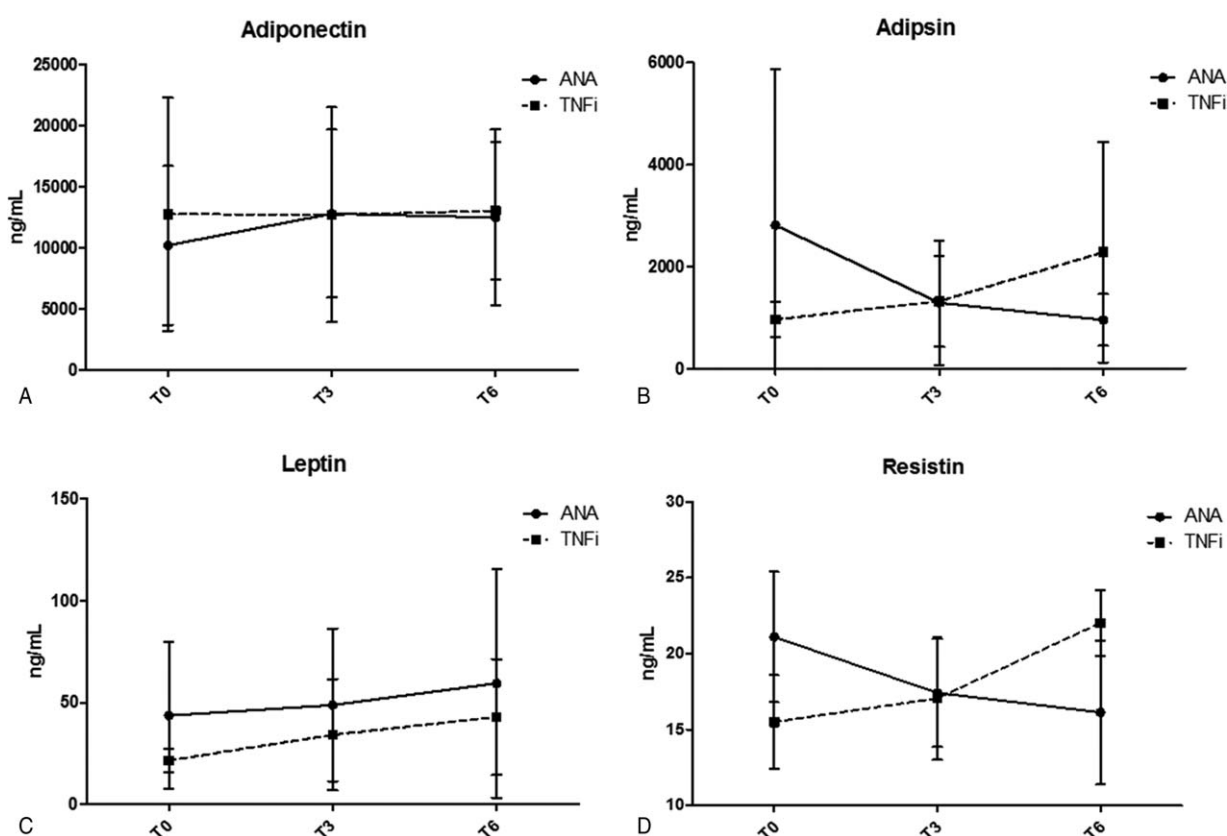 Adiponectin
25000
20000
15000
10000
5000
0
ng/mL
T0
T3
T6
ANA
TNFi
A
Adipsin
6000
4000
2000
0
ng/mL
T0
T3
T6
ANA
TNFi
B
Leptin
150
100
50
0
ng/mL
T0
T3
T6
ANA
TNFi
C
Resistin
30
25
20
15
10
ng/mL
T0
T3
T6
ANA
TNFi
D